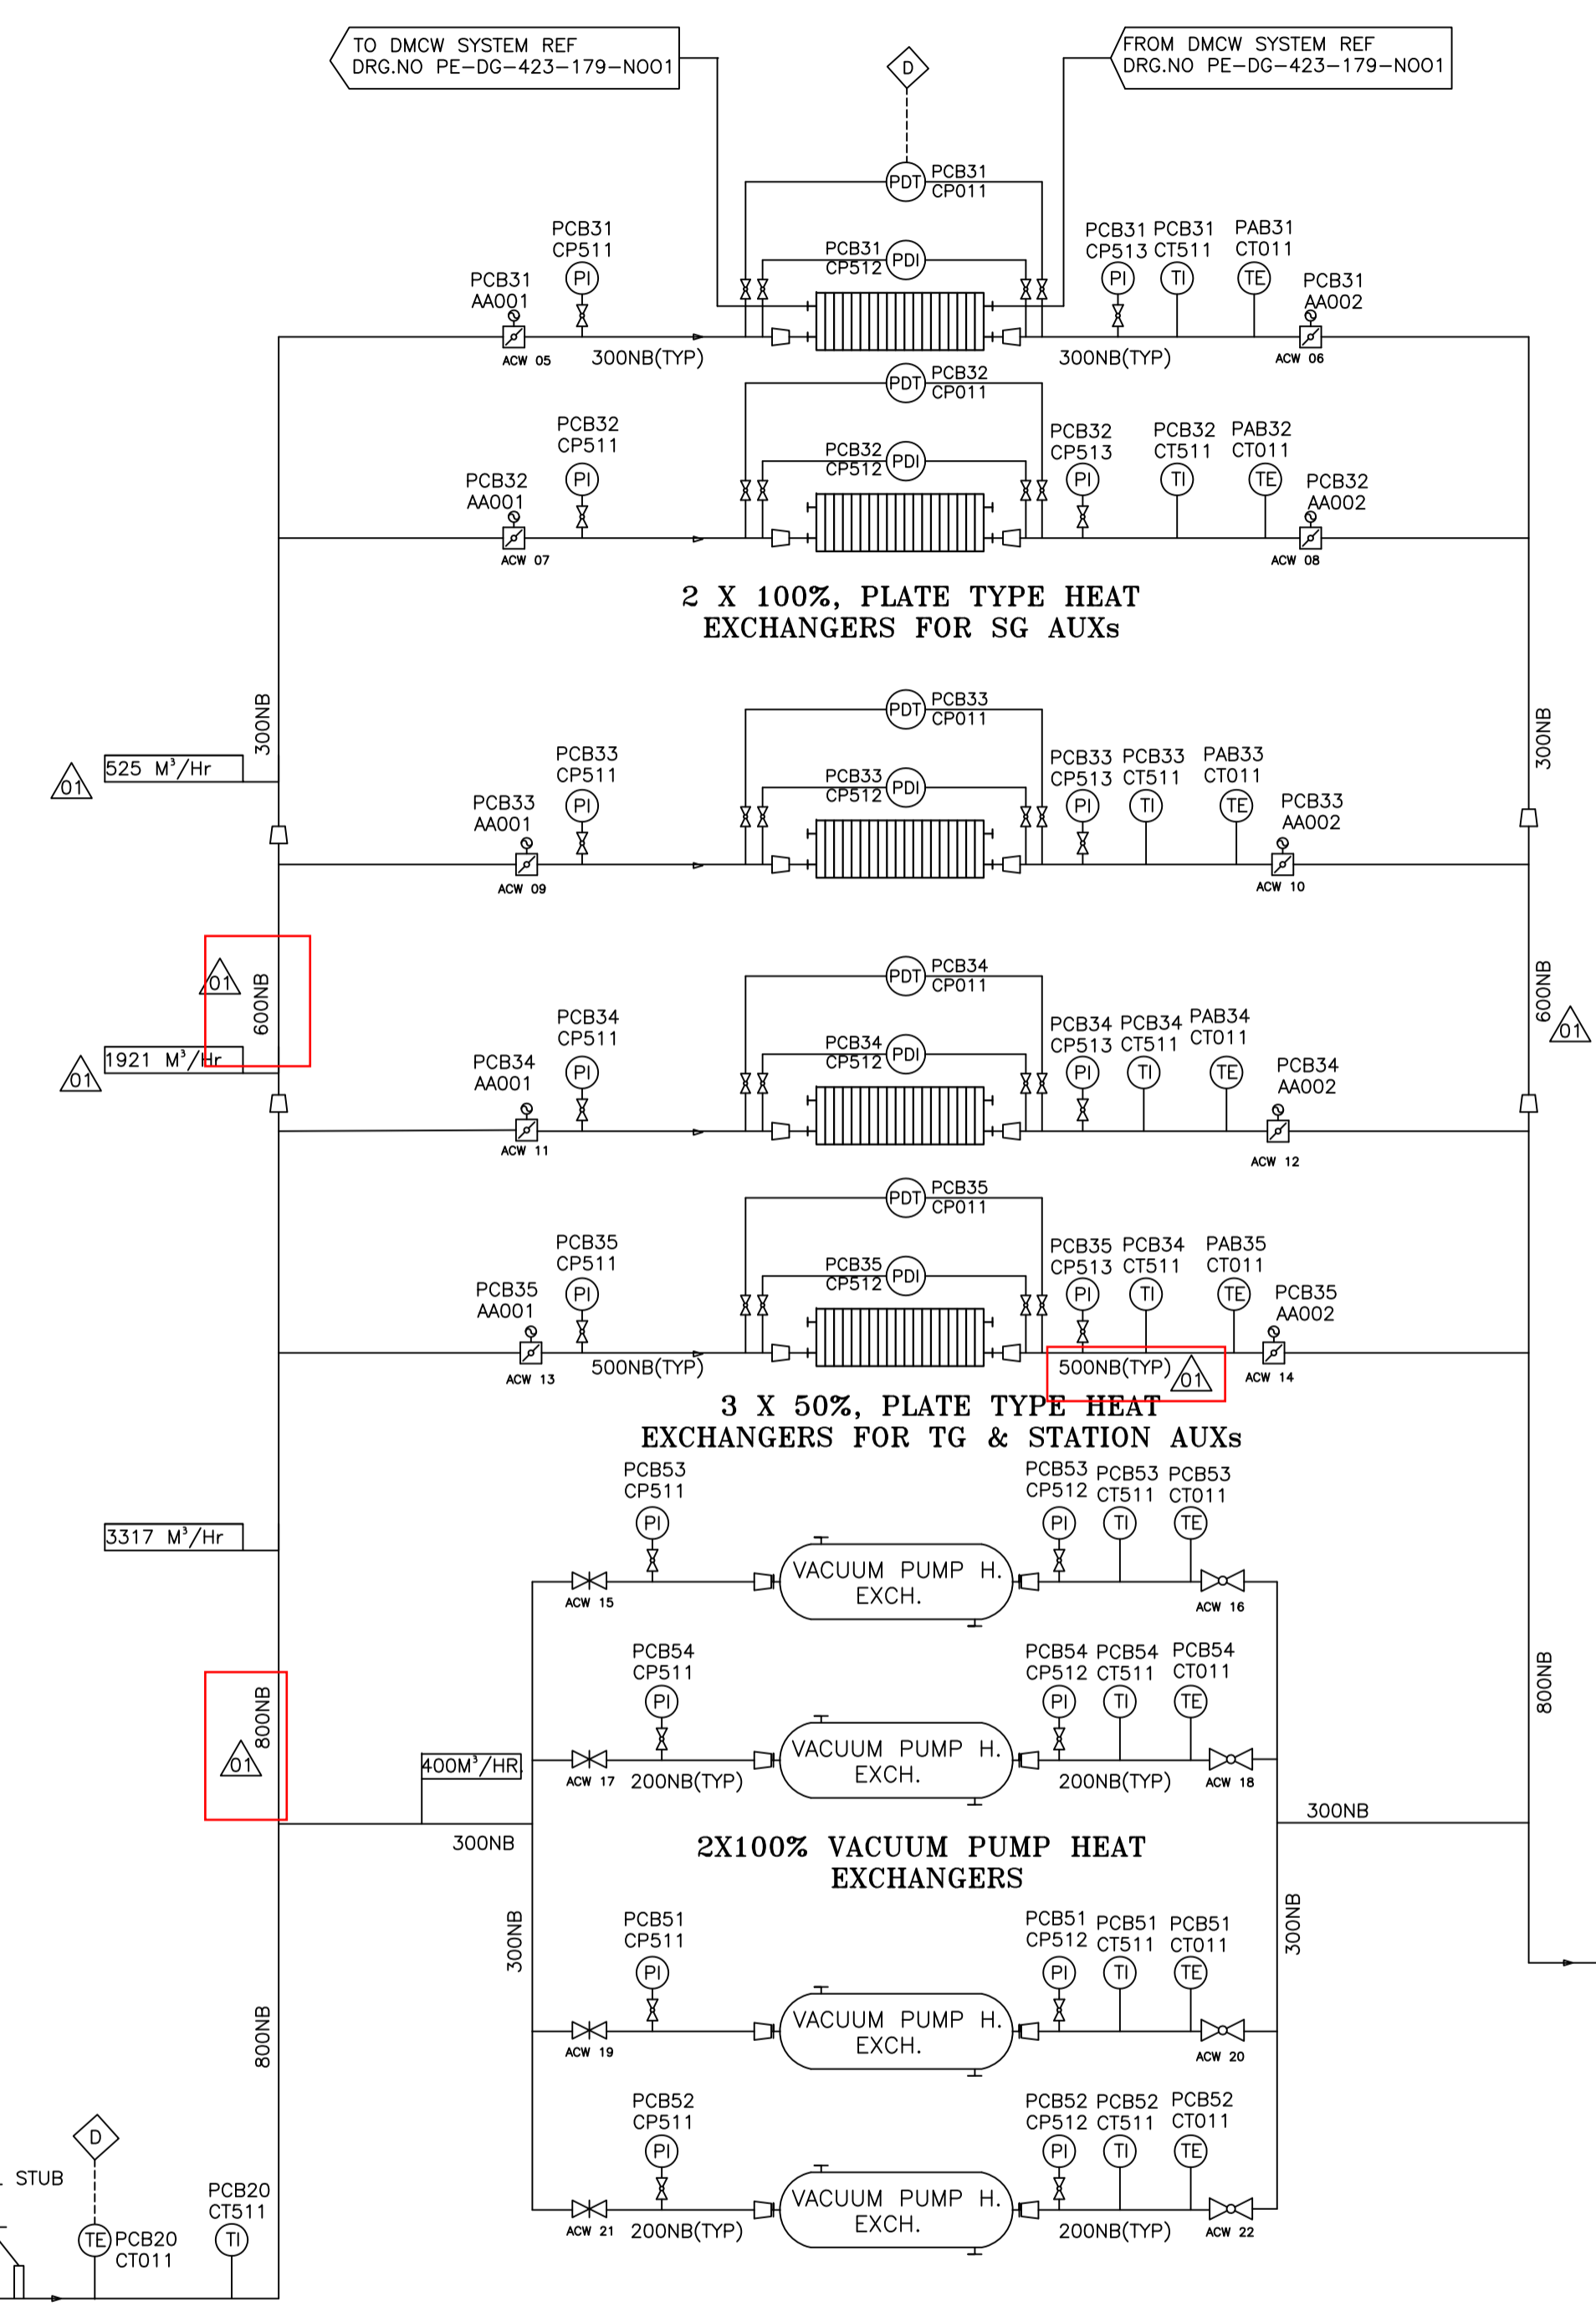 TO DMCW SYSTEM REF
DRG.NO PE-DG-423-179-N001
D
FROM DMCW SYSTEM REF
DRG.NO PE-DG-423-179-N001
PDT
PCB31
CP011
PCB31
CP511
PI
PCB31
CP512
PDI
PCB31
CP513
PI
PCB31
CT511
TI
PAB31
CT011
TE
PCB31
AA001
ACW 05
300NB(TYP)
300NB(TYP)
PCB31
AA002
ACW 06
PDT
PCB32
CP011
PCB32
CP511
PI
PCB32
CP512
PDI
PCB32
CP513
PI
PCB32
CT511
TI
PAB32
CT011
TE
PCB32
AA001
ACW 07
PCB32
AA002
ACW 08
2 X 100%, PLATE TYPE HEAT
EXCHANGERS FOR SG AUXs
300NB
300NB
525 M³/Hr
01
PDT
PCB33
CP011
PCB33
CP511
PI
PCB33
CP512
PDI
PCB33
CP513
PI
PCB33
CT511
TI
PAB33
CT011
TE
PCB33
AA001
ACW 09
PCB33
AA002
ACW 10
01
600NB
600NB
01
1921 M³/Hr
01
PDT
PCB34
CP011
PCB34
CP511
PI
PCB34
CP512
PDI
PCB34
CP513
PI
PCB34
CT511
TI
PAB34
CT011
TE
PCB34
AA001
ACW 11
PCB34
AA002
ACW 12
PDT
PCB35
CP011
PCB35
CP511
PI
PCB35
CP512
PDI
PCB35
CP513
PI
PCB34
CT511
TI
PAB35
CT011
TE
PCB35
AA001
ACW 13
500NB(TYP)
500NB(TYP)
01
PCB35
AA002
ACW 14
3 X 50%, PLATE TYPE HEAT
EXCHANGERS FOR TG & STATION AUXs
3317 M³/Hr
PCB53
CP511
PI
VACUUM PUMP H.
EXCH.
PCB53
CP512
PI
PCB53
CT511
TI
PCB53
CT011
TE
ACW 15
ACW 16
800NB
01
800NB
400M³/HR.
PCB54
CP511
PI
VACUUM PUMP H.
EXCH.
PCB54
CP512
PI
PCB54
CT511
TI
PCB54
CT011
TE
ACW 17
200NB(TYP)
200NB(TYP)
ACW 18
300NB
300NB
2X100% VACUUM PUMP HEAT
EXCHANGERS
300NB
300NB
PCB51
CP511
PI
VACUUM PUMP H.
EXCH.
PCB51
CP512
PI
PCB51
CT511
TI
PCB51
CT011
TE
ACW 19
ACW 20
800NB
PCB52
CP511
PI
VACUUM PUMP H.
EXCH.
PCB52
CP512
PI
PCB52
CT511
TI
PCB52
CT011
TE
ACW 21
200NB(TYP)
200NB(TYP)
ACW 22
D
STUB
TE
PCB20
CT011
PCB20
CT511
TI